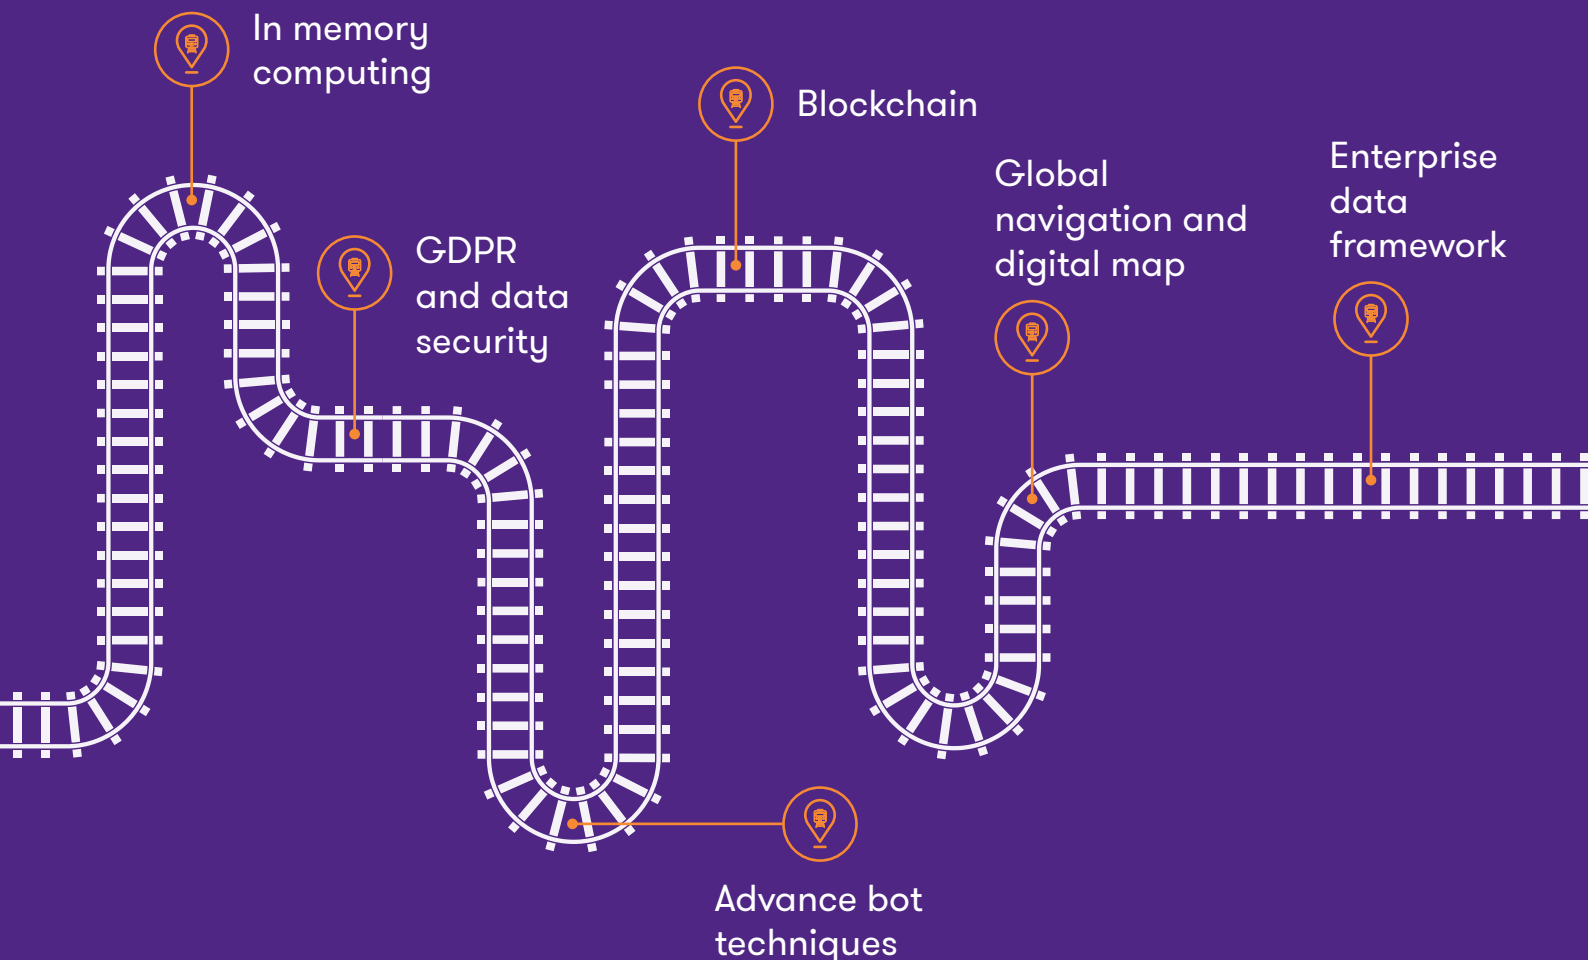 In memory
computing
GDPR
and data
security
Blockchain
Global
navigation and
digital map
Enterprise
data
framework
Advance bot
techniques